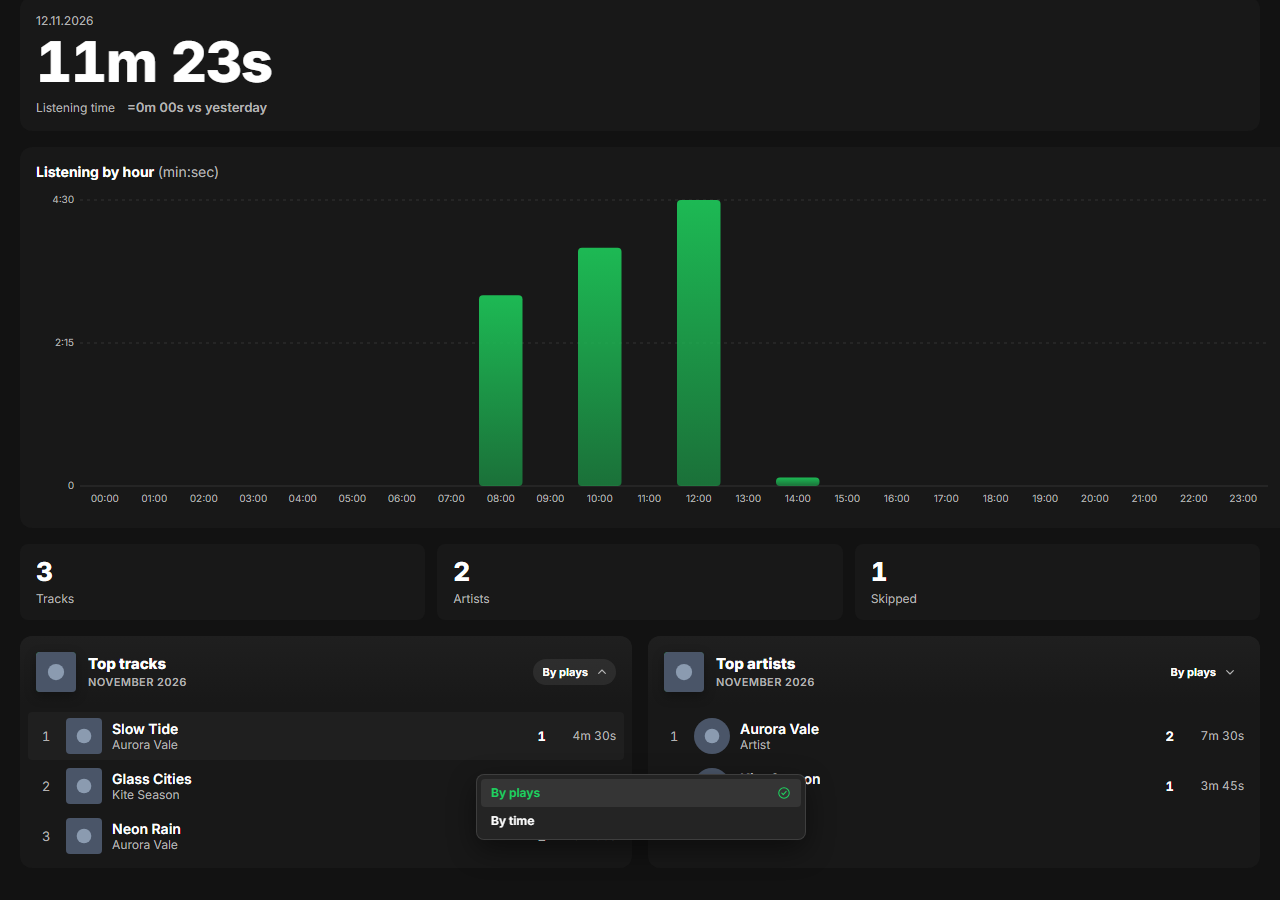 12.11.2026
11m 23s
Listening time =0m 00s vs yesterday
Listening by hour (min:sec)
4:30
2:15
0
00:00 01:00 02:00 03:00 04:00 05:00 06:00 07:00 08:00 09:00 10:00 11:00 12:00 13:00 14:00 15:00 16:00 17:00 18:00 19:00 20:00 21:00 22:00 23:00
3
Tracks
2
Artists
1
Skipped
Top tracks
NOVEMBER 2026
By plays
1 Slow Tide 1 4m 30s
Aurora Vale
2 Glass Cities
Kite Season
3 Neon Rain
Aurora Vale
By plays
By time
Top artists
NOVEMBER 2026
By plays
1 Aurora Vale 2 7m 30s
Artist
1 3m 45s